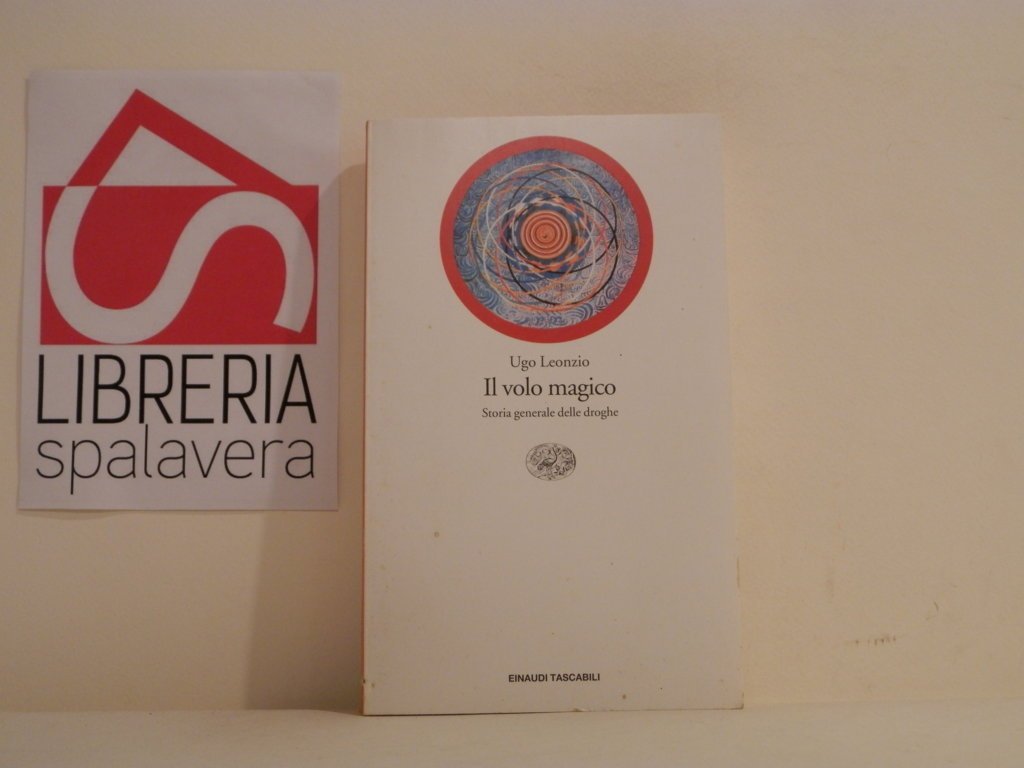 LIBRERIA
spalavera
Ugo Leonzio
Il volo magico
Storia generale delle droghe
EINAUDI TASCABILI